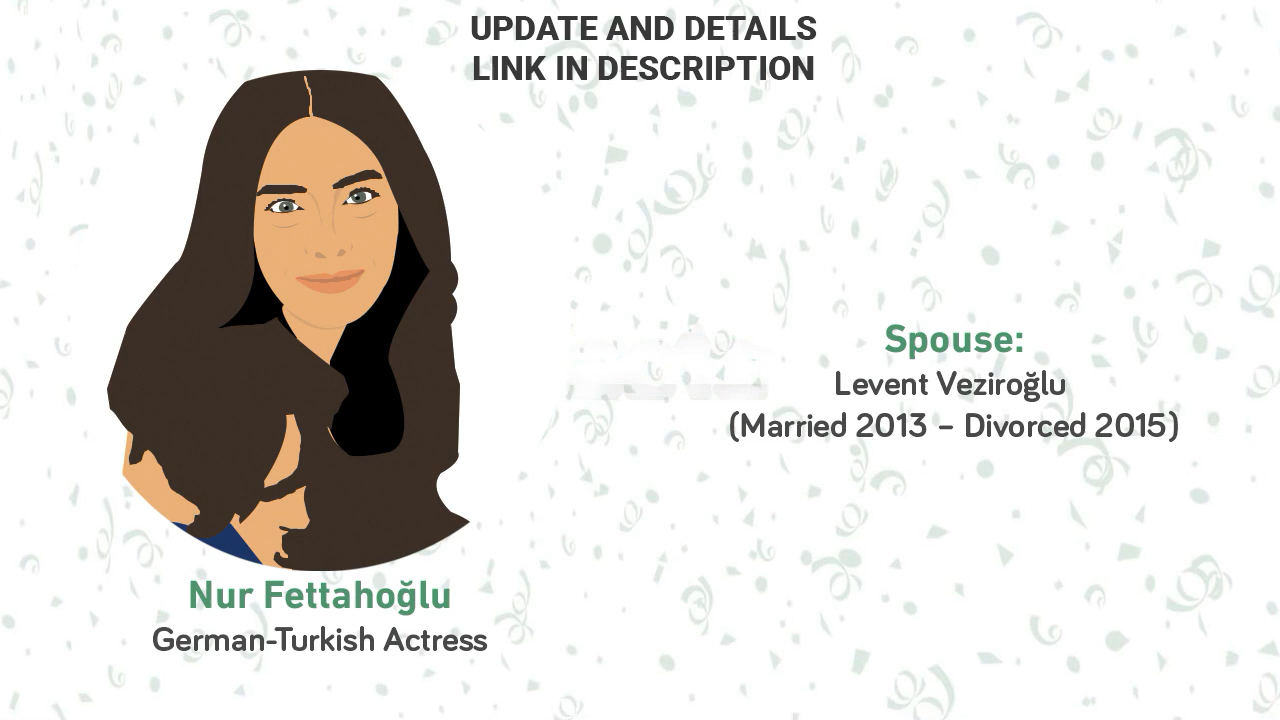 UPDATE AND DETAILS
LINK IN DESCRIPTION
Spouse:
Levent Veziroğlu
(Married 2013 – Divorced 2015)
Nur Fettahoğlu
German-Turkish Actress